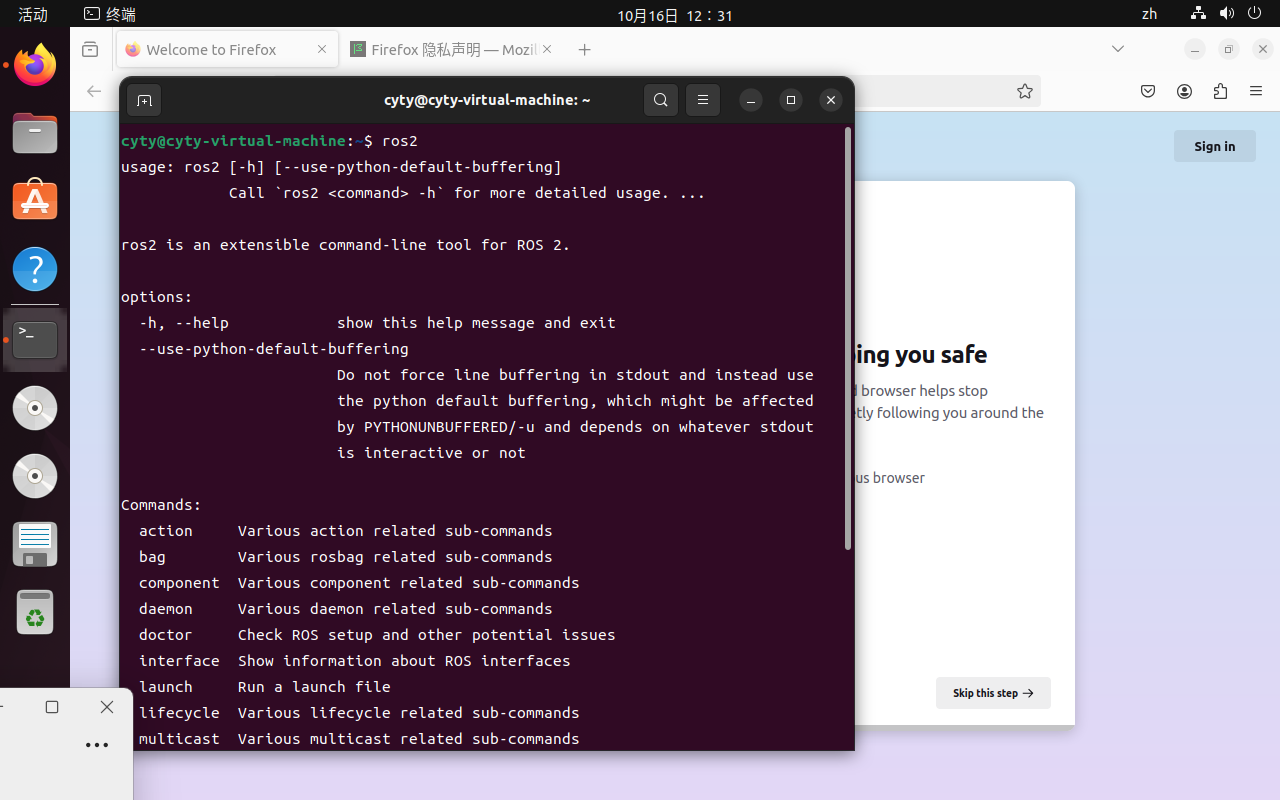 活动
终端
10月16日 12：31
zh
Welcome to Firefox
Firefox 隐私声明 — Mozil
cyty@cyty-virtual-machine: ~
cyty@cyty-virtual-machine:~$ ros2
usage: ros2 [-h] [--use-python-default-buffering]
Call `ros2 <command> -h` for more detailed usage. ...
ros2 is an extensible command-line tool for ROS 2.
options:
-h, --help show this help message and exit
--use-python-default-buffering
Do not force line buffering in stdout and instead use
the python default buffering, which might be affected
by PYTHONUNBUFFERED/-u and depends on whatever stdout
is interactive or not
Commands:
action Various action related sub-commands
bag Various rosbag related sub-commands
component Various component related sub-commands
daemon Various daemon related sub-commands
doctor Check ROS setup and other potential issues
interface Show information about ROS interfaces
launch Run a launch file
lifecycle Various lifecycle related sub-commands
multicast Various multicast related sub-commands
Sign in
ing you safe
browser helps stop
tly following you around the
us browser
Skip this step